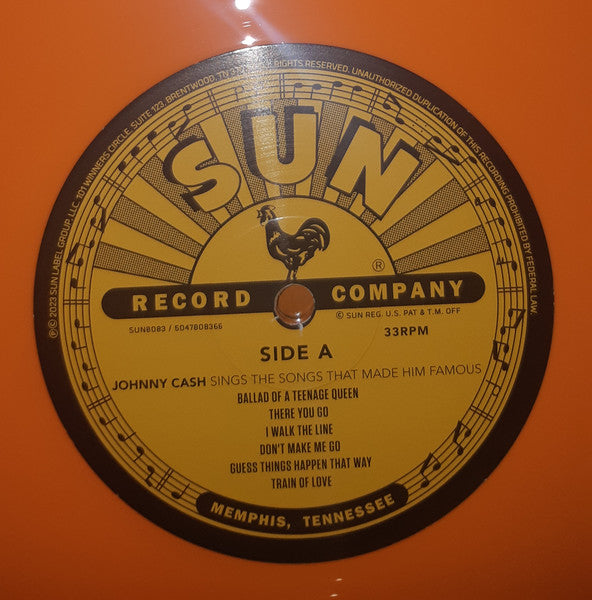 ℗© 2023 SUN LABEL GROUP, LLC. 101 WINNERS CIRCLE, SUITE 123, BRENTWOOD, TN RIGHTS RESERVED. UNAUTHORIZED DUPLICATION OF THIS RECORDING PROHIBITED BY FEDERAL LAW.
SUN
®
RECORD COMPANY
SUN8083 / 5047808366
© SUN REG. U.S. PAT & T.M. OFF
SIDE A
33RPM
JOHNNY CASH SINGS THE SONGS THAT MADE HIM FAMOUS
BALLAD OF A TEENAGE QUEEN
THERE YOU GO
I WALK THE LINE
DON'T MAKE ME GO
GUESS THINGS HAPPEN THAT WAY
TRAIN OF LOVE
MEMPHIS, TENNESSEE